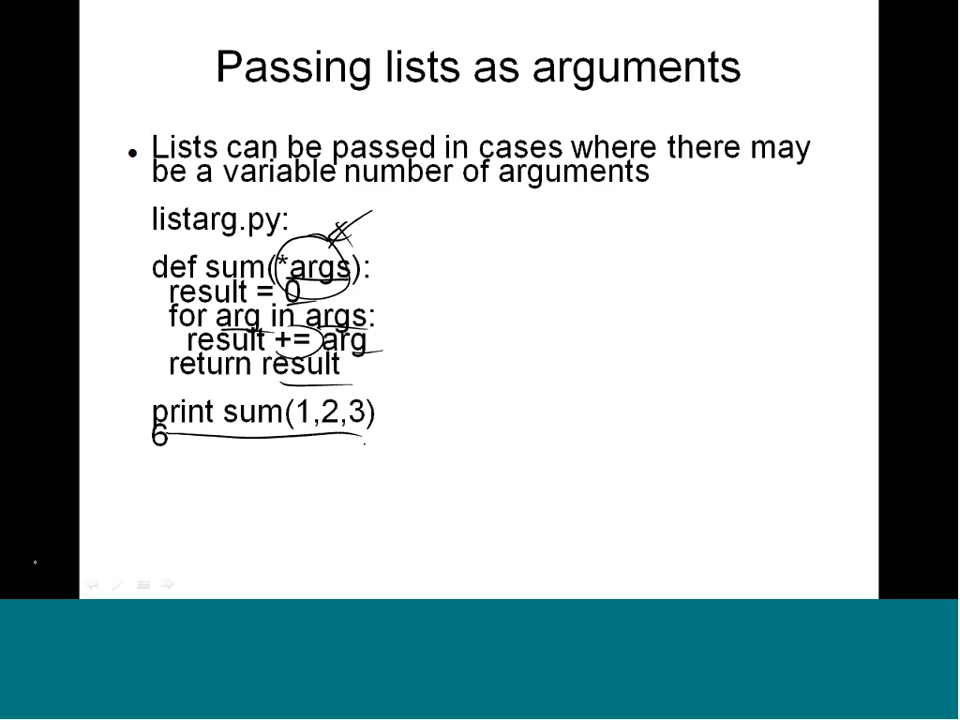 Passing lists as arguments
• Lists can be passed in cases where there may
be a variable number of arguments
listarg.py:
def sum(*args):
result = 0
for arg in args:
result += arg
return result
print sum(1,2,3)
6